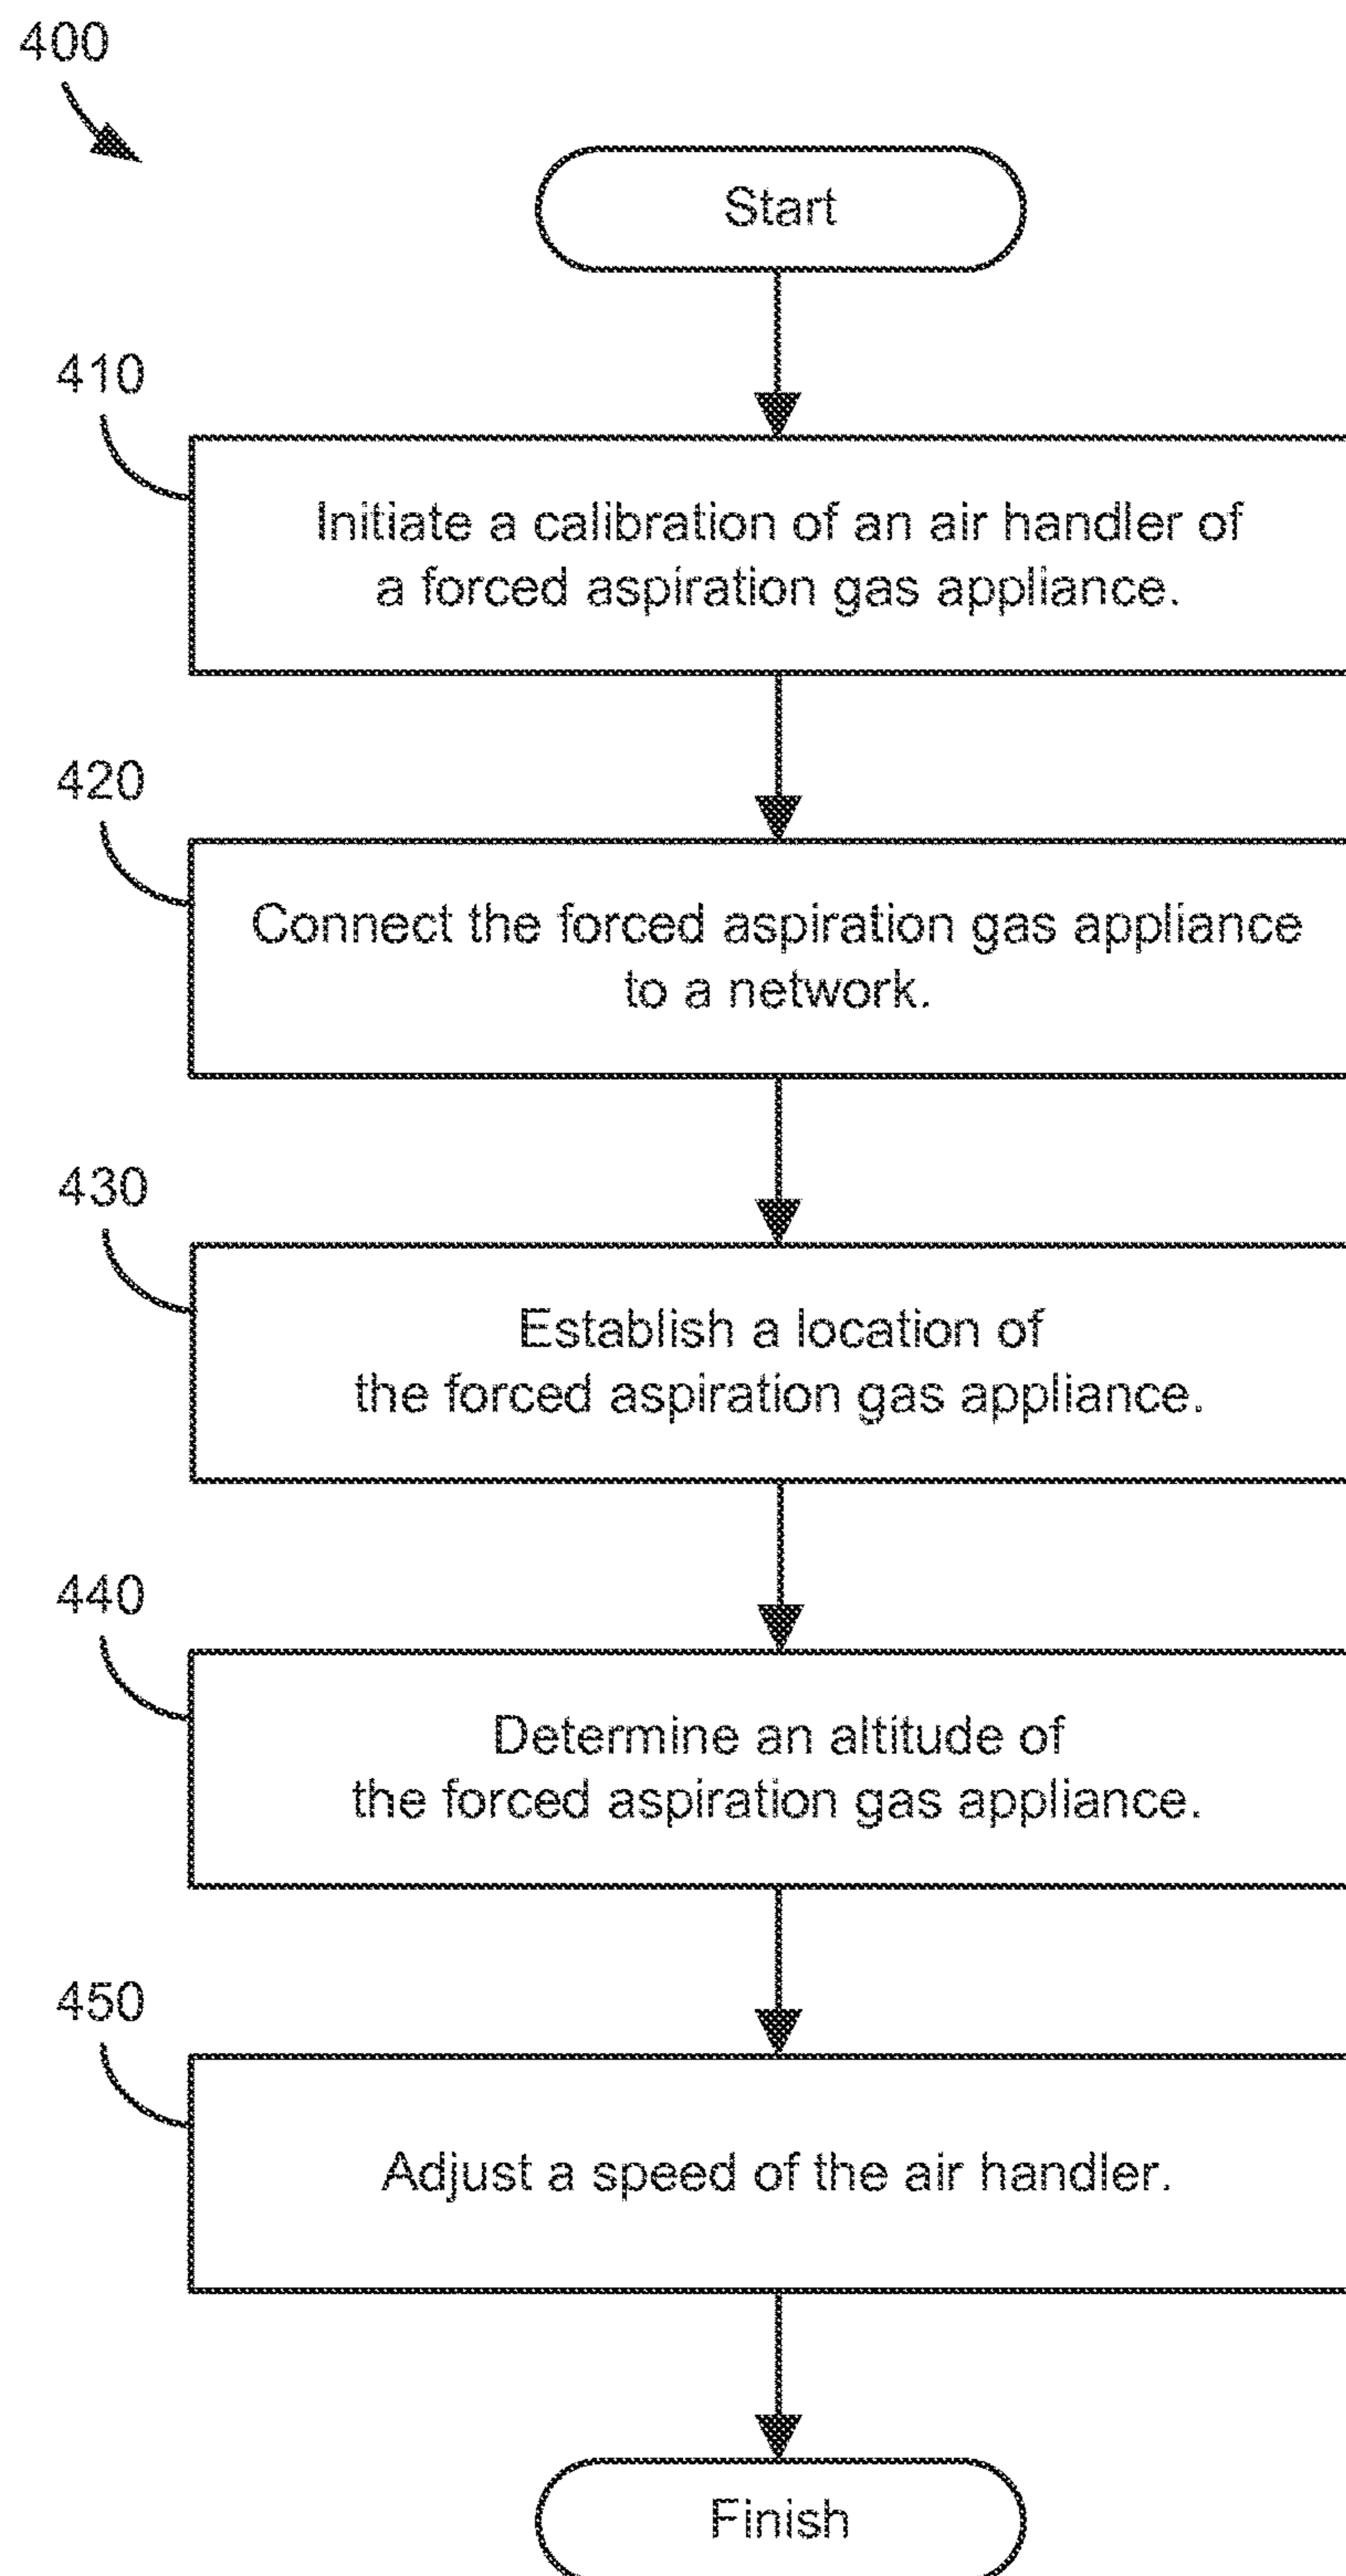 400
Start
410
Initiate a calibration of an air handler of
a forced aspiration gas appliance.
420
Connect the forced aspiration gas appliance
to a network.
430
Establish a location of
the forced aspiration gas appliance.
440
Determine an altitude of
the forced aspiration gas appliance.
450
Adjust a speed of the air handler.
Finish